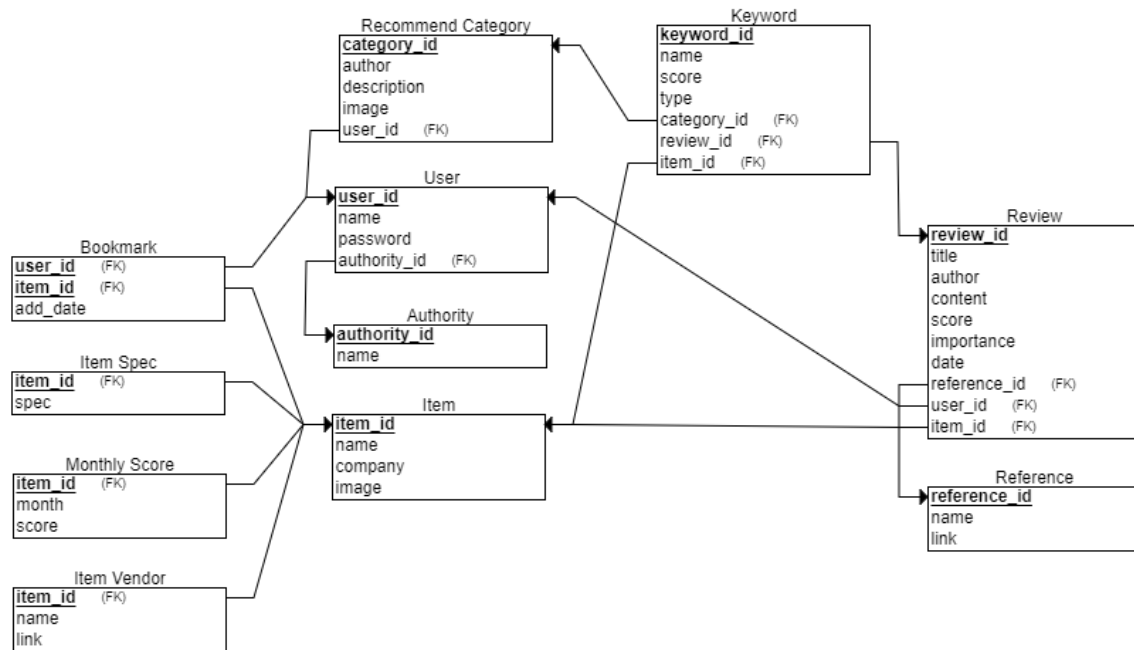 Recommend Category
category_id
author
description
image
user_id (FK)
Keyword
keyword_id
name
score
type
category_id (FK)
review_id (FK)
item_id (FK)
User
user_id
name
password
authority_id (FK)
Review
review_id
title
author
content
score
importance
date
reference_id (FK)
user_id (FK)
item_id (FK)
Bookmark
user_id (FK)
item_id (FK)
add_date
Authority
authority_id
name
Item Spec
item_id (FK)
spec
Item
item_id
name
company
image
Monthly Score
item_id (FK)
month
score
Reference
reference_id
name
link
Item Vendor
item_id (FK)
name
link